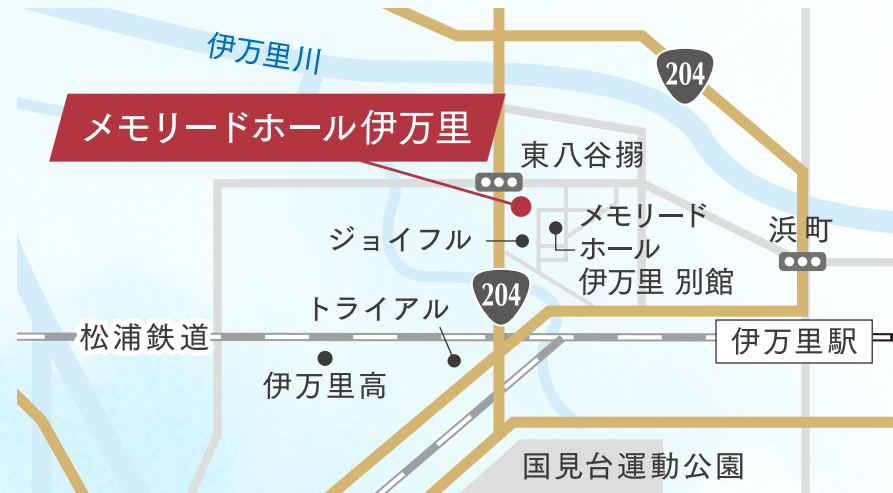 伊万里川
204
メモリードホール伊万里
東八谷搦
メモリード
ホール
伊万里 別館
浜町
ジョイフル
204
トライアル
松浦鉄道
伊万里駅
伊万里高
国見台運動公園